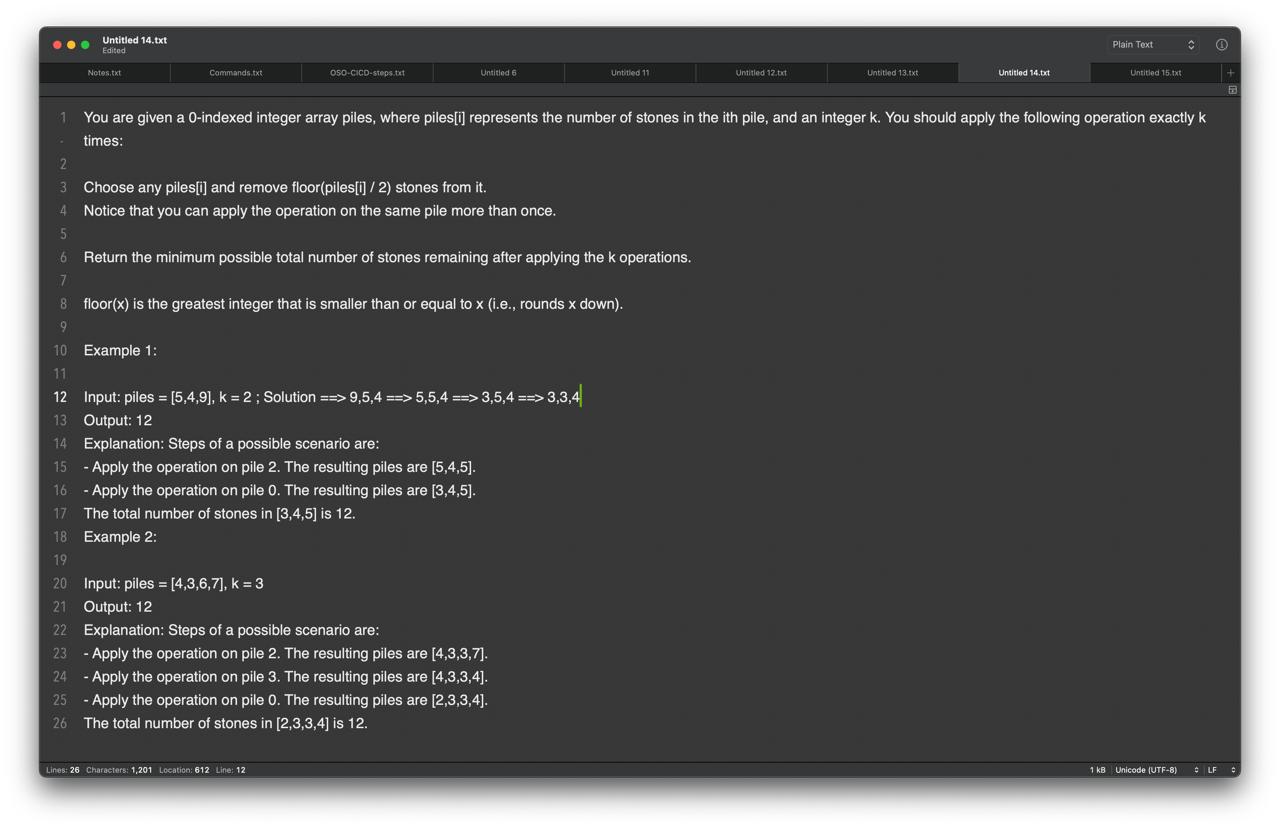 Untitled 14.txt
Edited
Plain Text
Notes.txt
Commands.txt
OSO-CICD-steps.txt
Untitled 6
Untitled 11
Untitled 12.txt
Untitled 13.txt
Untitled 14.txt
Untitled 15.txt
1 You are given a 0-indexed integer array piles, where piles[i] represents the number of stones in the ith pile, and an integer k. You should apply the following operation exactly k
- times:
2
3 Choose any piles[i] and remove floor(piles[i] / 2) stones from it.
4 Notice that you can apply the operation on the same pile more than once.
5
6 Return the minimum possible total number of stones remaining after applying the k operations.
7
8 floor(x) is the greatest integer that is smaller than or equal to x (i.e., rounds x down).
9
10 Example 1:
11
12 Input: piles = [5,4,9], k = 2 ; Solution ==> 9,5,4 ==> 5,5,4 ==> 3,5,4 ==> 3,3,4
13 Output: 12
14 Explanation: Steps of a possible scenario are:
15 - Apply the operation on pile 2. The resulting piles are [5,4,5].
16 - Apply the operation on pile 0. The resulting piles are [3,4,5].
17 The total number of stones in [3,4,5] is 12.
18 Example 2:
19
20 Input: piles = [4,3,6,7], k = 3
21 Output: 12
22 Explanation: Steps of a possible scenario are:
23 - Apply the operation on pile 2. The resulting piles are [4,3,3,7].
24 - Apply the operation on pile 3. The resulting piles are [4,3,3,4].
25 - Apply the operation on pile 0. The resulting piles are [2,3,3,4].
26 The total number of stones in [2,3,3,4] is 12.
Lines: 26 Characters: 1,201 Location: 612 Line: 12
1 kB Unicode (UTF-8) LF